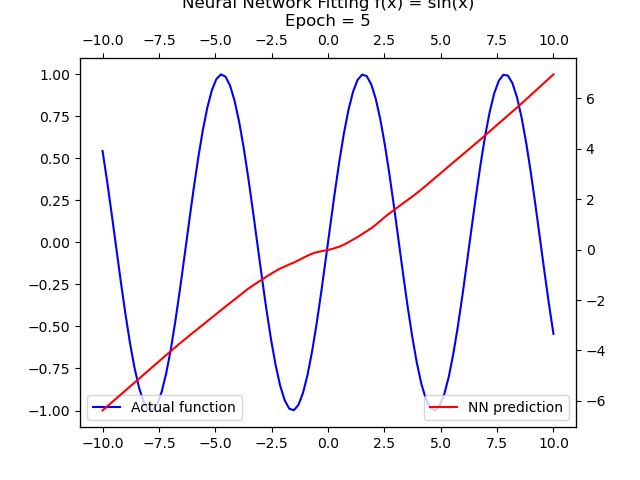 Neural Network Fitting f(x) = sin(x)
Epoch = 5
−10.0 −7.5 −5.0 −2.5 0.0 2.5 5.0 7.5 10.0
1.00
0.75
0.50
0.25
0.00
−0.25
−0.50
−0.75
−1.00
6
4
2
0
−2
−4
−6
Actual function
NN prediction
−10.0 −7.5 −5.0 −2.5 0.0 2.5 5.0 7.5 10.0